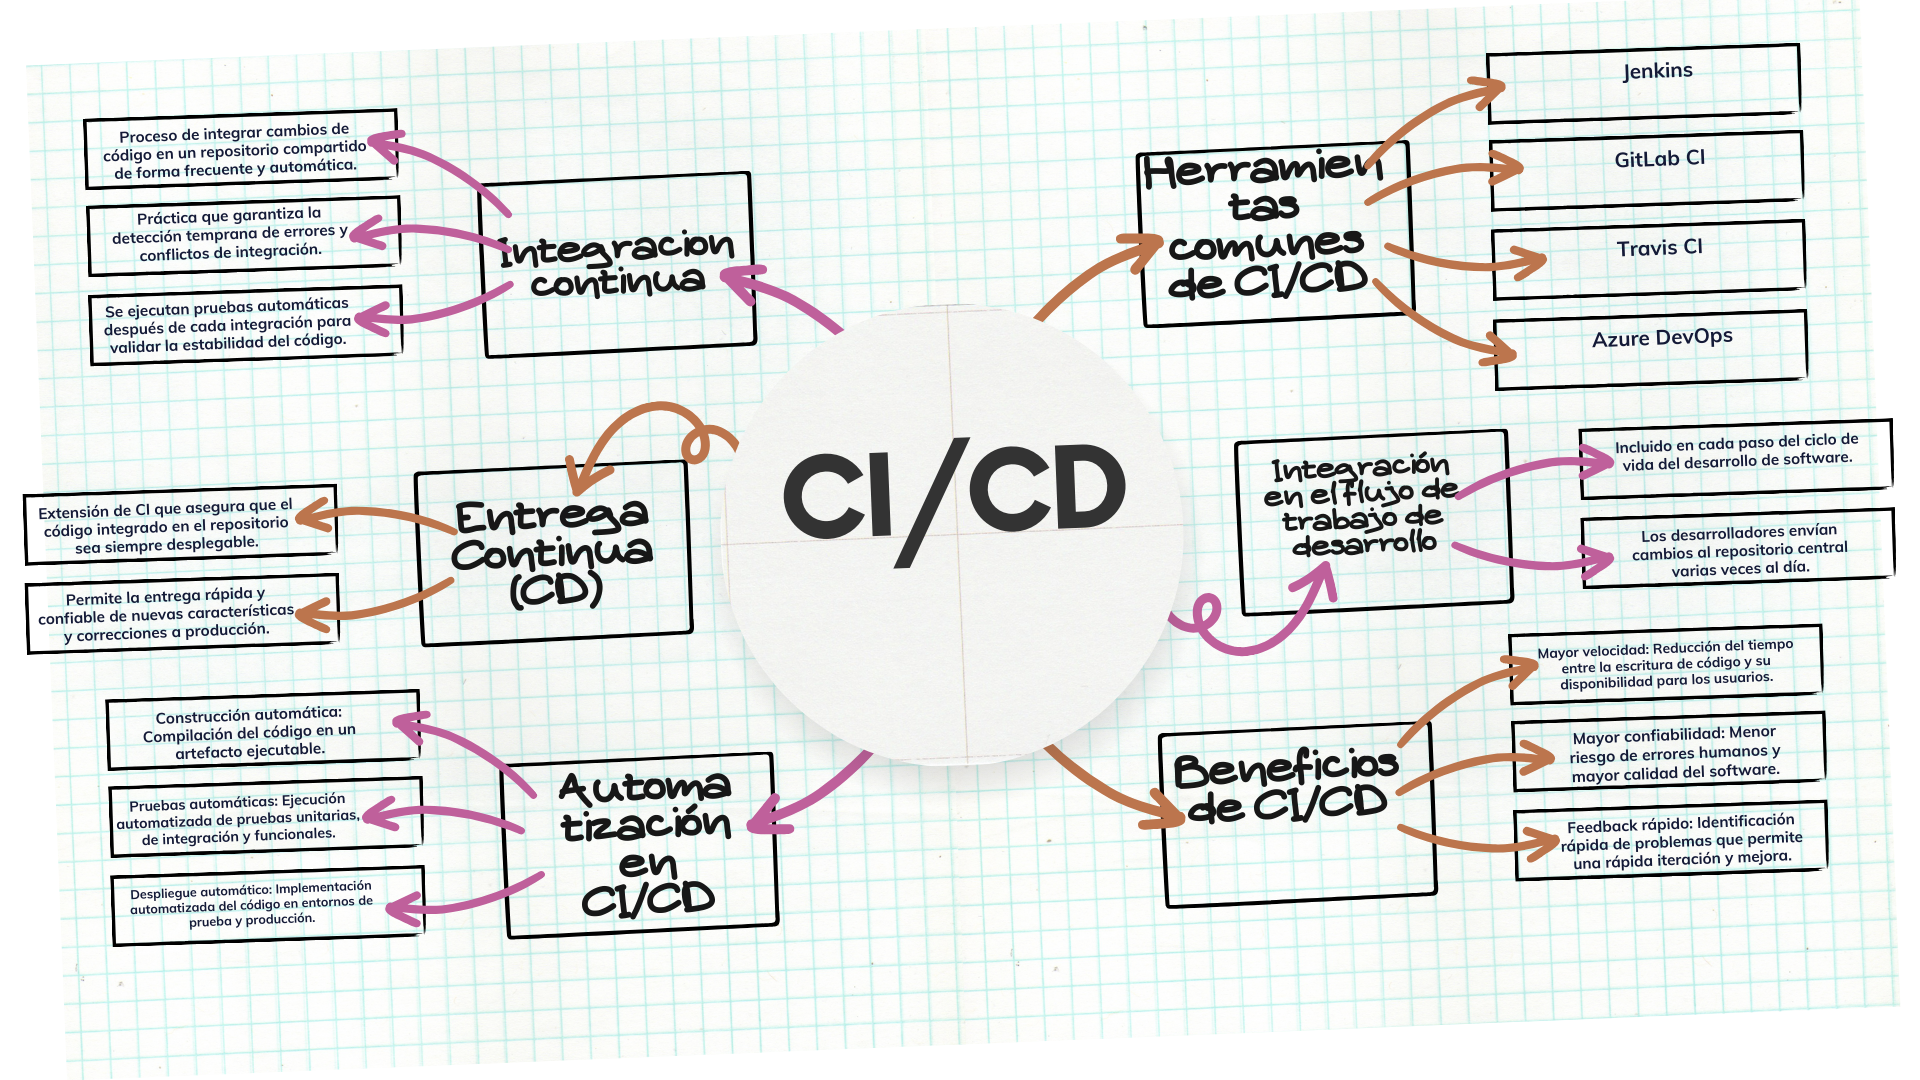 CI/CD
Integracion
continua
Proceso de integrar cambios de
código en un repositorio compartido
de forma frecuente y automática.
Práctica que garantiza la
detección temprana de errores y
conflictos de integración.
Se ejecutan pruebas automáticas
después de cada integración para
validar la estabilidad del código.
Entrega
Continua
(CD)
Extensión de CI que asegura que el
código integrado en el repositorio
sea siempre desplegable.
Permite la entrega rápida y
confiable de nuevas características
y correcciones a producción.
Automa
tización
en
CI/CD
Construcción automática:
Compilación del código en un
artefacto ejecutable.
Pruebas automáticas: Ejecución
automatizada de pruebas unitarias,
de integración y funcionales.
Despliegue automático: Implementación
automatizada del código en entornos de
prueba y producción.
Herramien
tas
comunes
de CI/CD
Jenkins
GitLab CI
Travis CI
Azure DevOps
Integración
en el flujo de
trabajo de
desarrollo
Incluido en cada paso del ciclo de
vida del desarrollo de software.
Los desarrolladores envían
cambios al repositorio central
varias veces al día.
Beneficios
de CI/CD
Mayor velocidad: Reducción del tiempo
entre la escritura de código y su
disponibilidad para los usuarios.
Mayor confiabilidad: Menor
riesgo de errores humanos y
mayor calidad del software.
Feedback rápido: Identificación
rápida de problemas que permite
una rápida iteración y mejora.